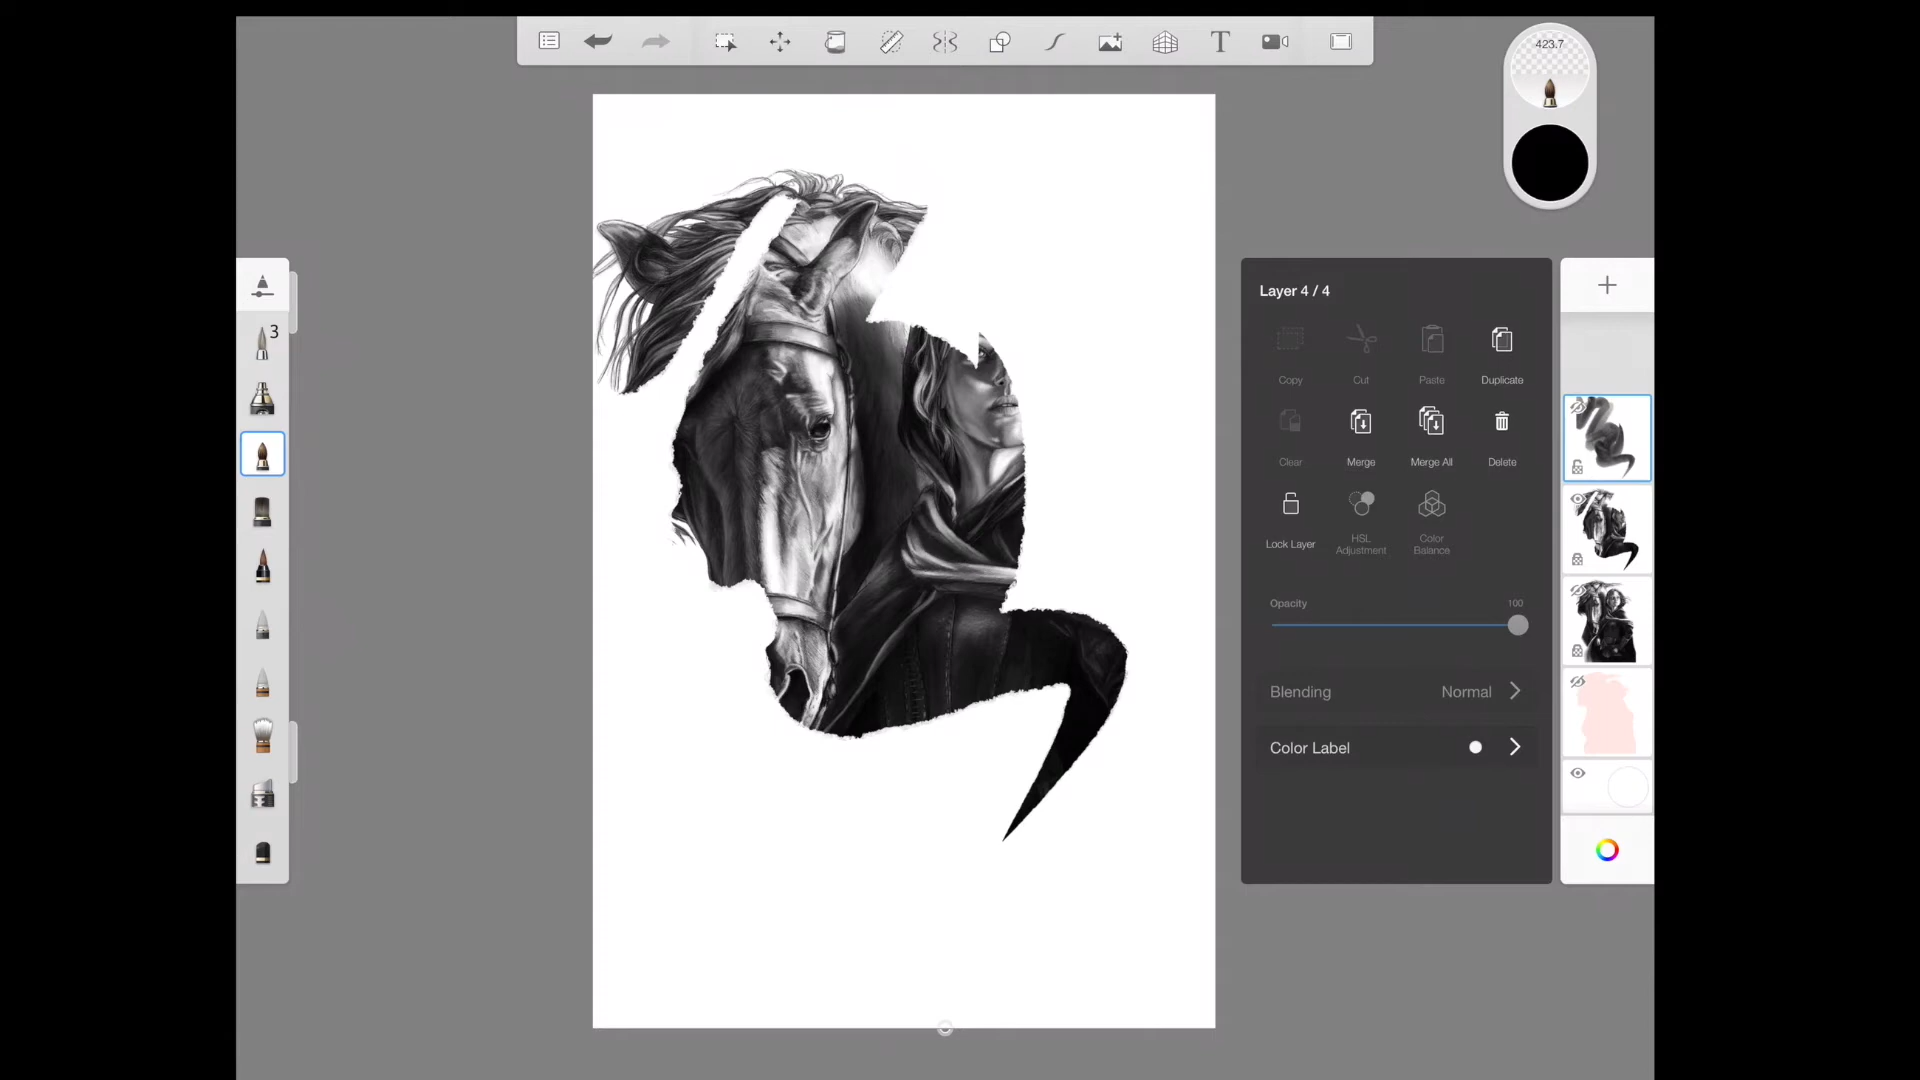 423.7
3
Layer 4 / 4
Copy Cut Paste Duplicate
Clear Merge Merge All Delete
Lock Layer HSL Adjustment Color Balance
Opacity 100
Blending Normal
Color Label